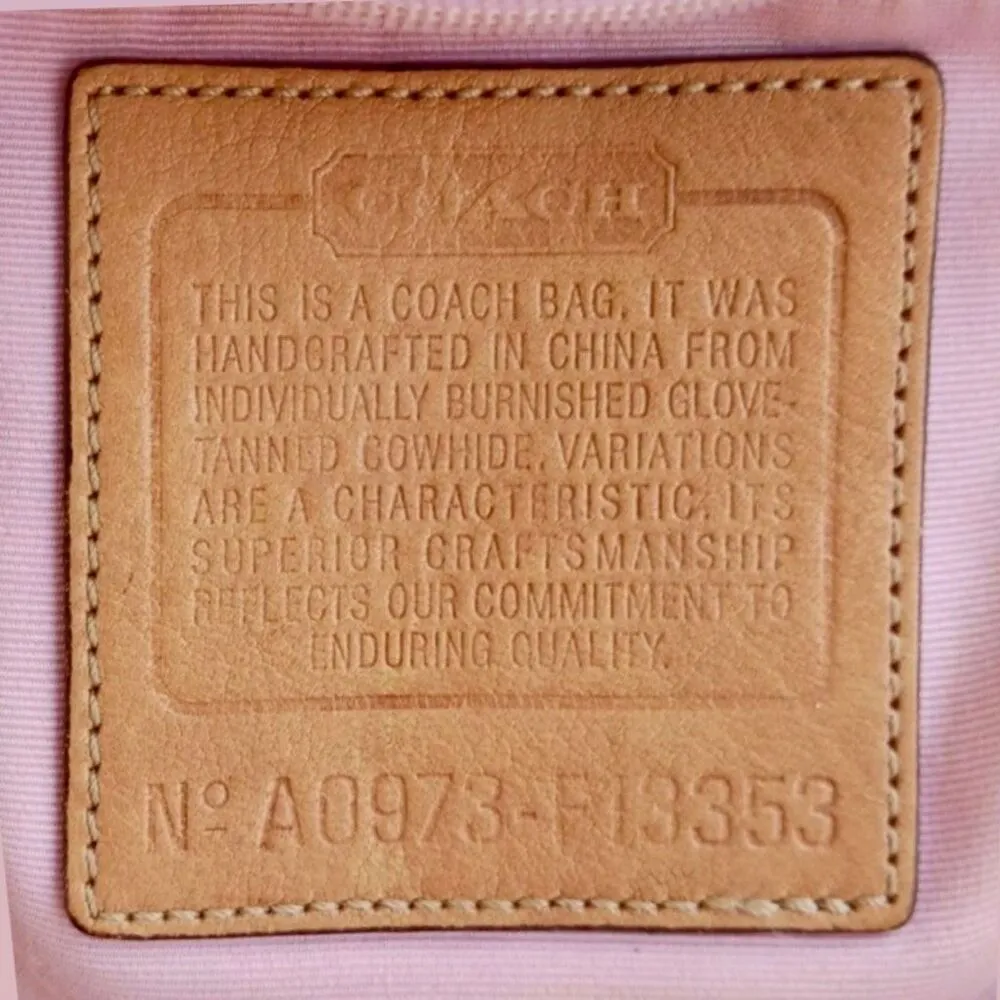 COACH
THIS IS A COACH BAG. IT WAS
HANDCRAFTED IN CHINA FROM
INDIVIDUALLY BURNISHED GLOVE-
TANNED COWHIDE. VARIATIONS
ARE A CHARACTERISTIC. ITS
SUPERIOR CRAFTSMANSHIP
REFLECTS OUR COMMITMENT TO
ENDURING QUALITY.
Nº A0973-F13353